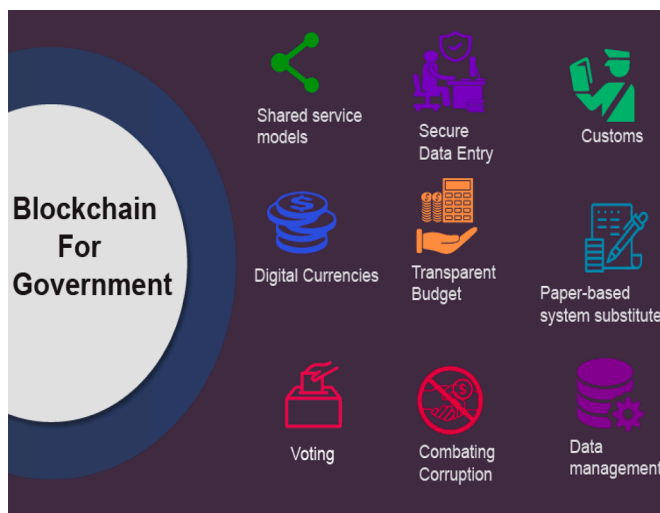 Blockchain
For
Government
Shared service
models
Secure
Data Entry
Customs
Digital Currencies
Transparent
Budget
Paper-based
system substitute
Voting
Combating
Corruption
Data
management